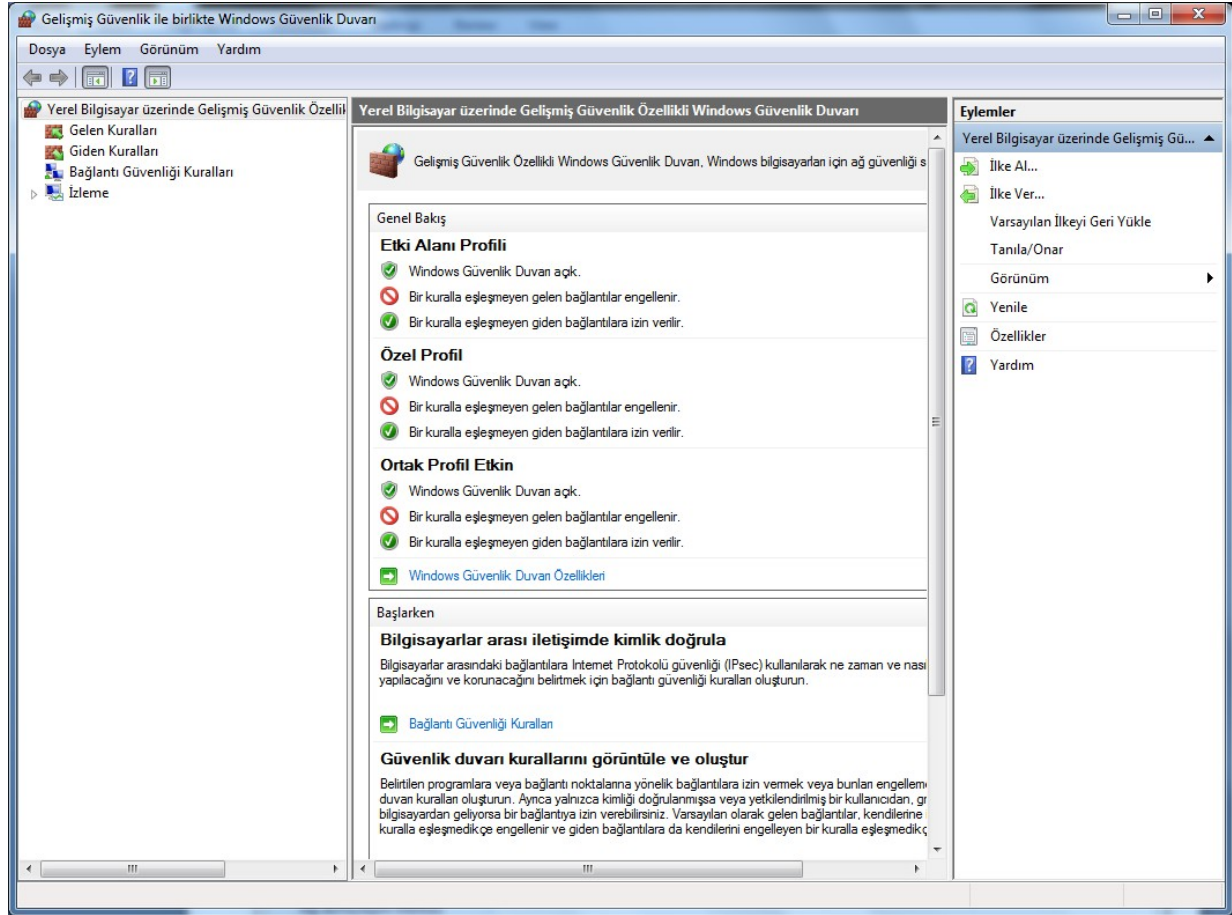 Gelişmiş Güvenlik ile birlikte Windows Güvenlik Duvarı
Dosya Eylem Görünüm Yardım
Yerel Bilgisayar üzerinde Gelişmiş Güvenlik Özellik
Gelen Kuralları
Giden Kuralları
Bağlantı Güvenliği Kuralları
İzleme
Yerel Bilgisayar üzerinde Gelişmiş Güvenlik Özellikli Windows Güvenlik Duvarı
Gelişmiş Güvenlik Özellikli Windows Güvenlik Duvarı, Windows bilgisayarları için ağ güvenliği s
Genel Bakış
Etki Alanı Profili
Windows Güvenlik Duvarı açık.
Bir kuralla eşleşmeyen gelen bağlantılar engellenir.
Bir kuralla eşleşmeyen giden bağlantılara izin verilir.
Özel Profil
Windows Güvenlik Duvarı açık.
Bir kuralla eşleşmeyen gelen bağlantılar engellenir.
Bir kuralla eşleşmeyen giden bağlantılara izin verilir.
Ortak Profil Etkin
Windows Güvenlik Duvarı açık.
Bir kuralla eşleşmeyen gelen bağlantılar engellenir.
Bir kuralla eşleşmeyen giden bağlantılara izin verilir.
Windows Güvenlik Duvarı Özellikleri
Başlarken
Bilgisayarlar arası iletişimde kimlik doğrula
Bilgisayarlar arasındaki bağlantılara Internet Protokolü güvenliği (IPsec) kullanılarak ne zaman ve nasıl
yapılacağını ve korunacağını belirtmek için bağlantı güvenliği kuralları oluşturun.
Bağlantı Güvenliği Kuralları
Güvenlik duvarı kurallarını görüntüle ve oluştur
Belirtilen programlara veya bağlantı noktalarına yönelik bağlantılara izin vermek veya bunları engellem
duvarı kuralları oluşturun. Ayrıca yalnızca kimliği doğrulanmışsa veya yetkilendirilmiş bir kullanıcıdan, gr
bilgisayardan geliyorsa bir bağlantıya izin verebilirsiniz. Varsayılan olarak gelen bağlantılar, kendilerine
kuralla eşleşmedikçe engellenir ve giden bağlantılara da kendilerini engelleyen bir kuralla eşleşmedikç
Eylemler
Yerel Bilgisayar üzerinde Gelişmiş Gü...
İlke Al...
İlke Ver...
Varsayılan İlkeyi Geri Yükle
Tanıla/Onar
Görünüm
Yenile
Özellikler
Yardım